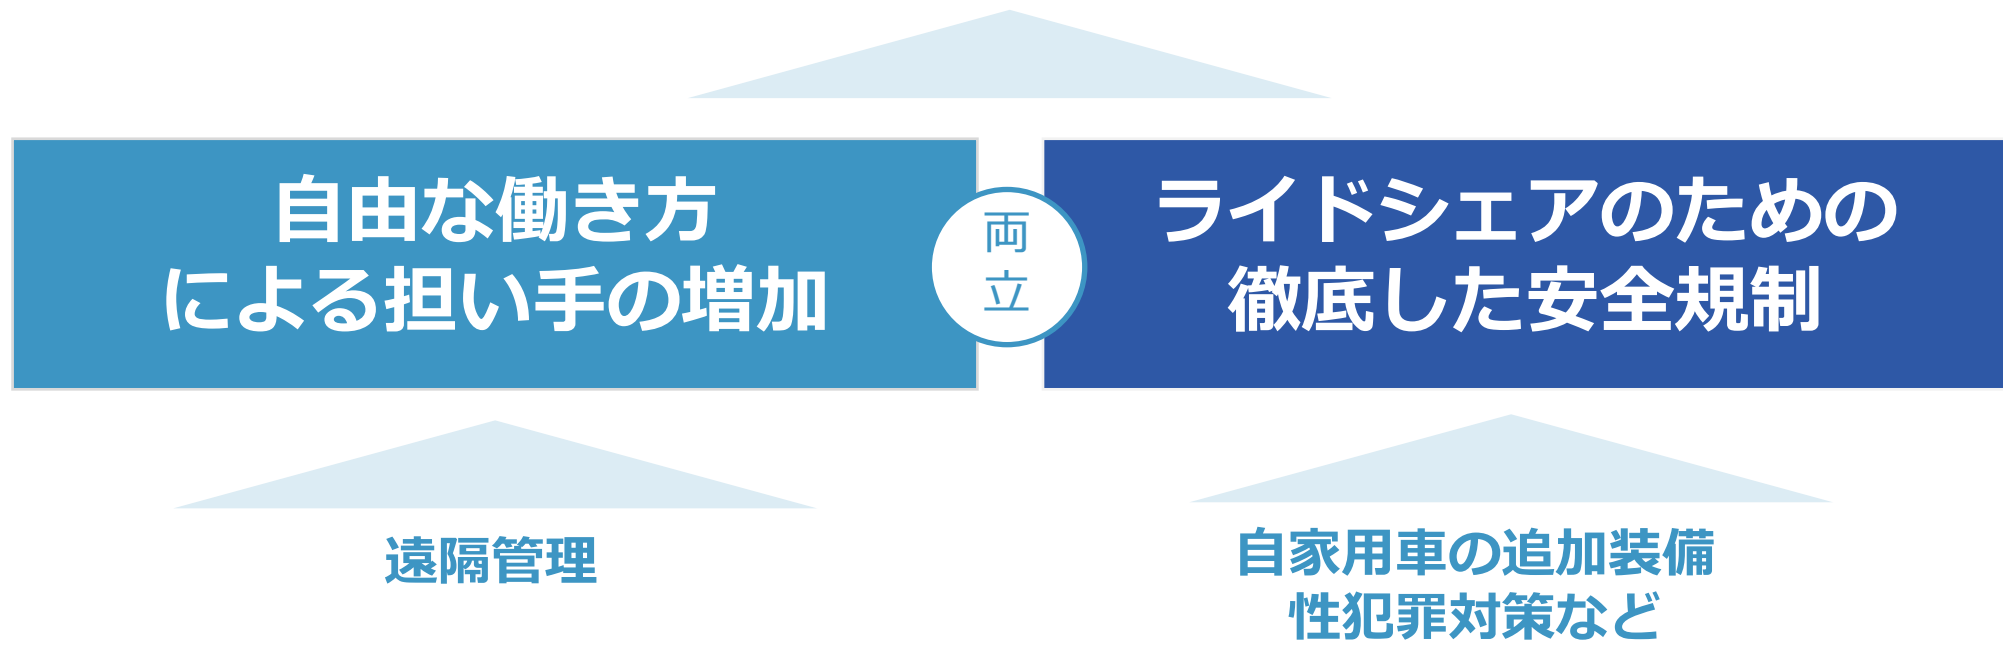 自由な働き方
による担い手の増加
両
立
ライドシェアのための
徹底した安全規制
遠隔管理
自家用車の追加装備
性犯罪対策など